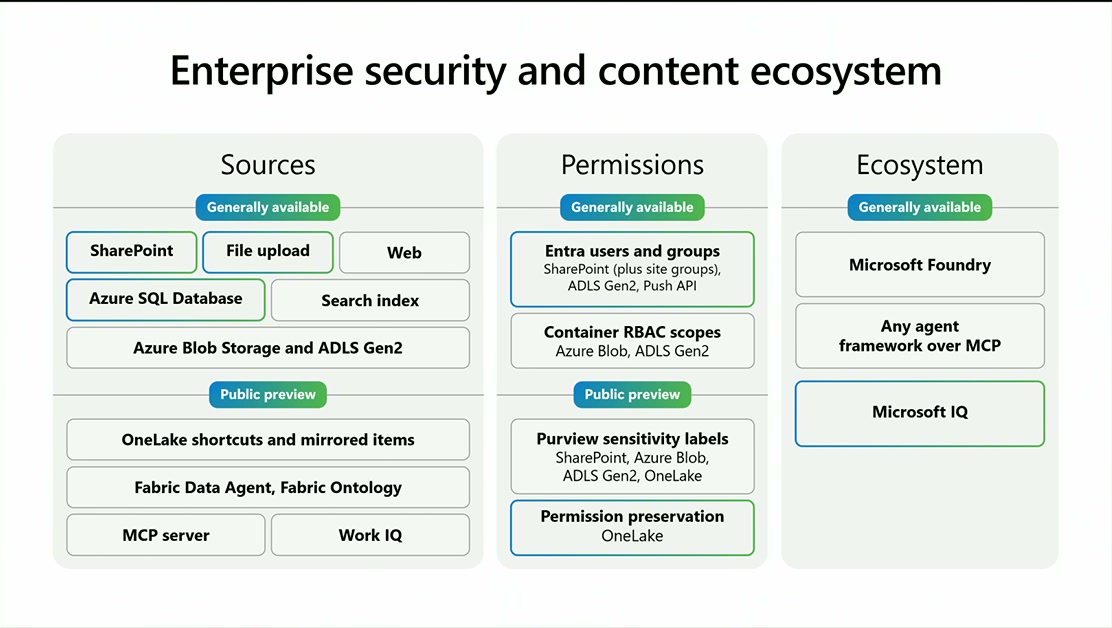 Enterprise security and content ecosystem
Sources
Generally available
SharePoint
File upload
Web
Azure SQL Database
Search index
Azure Blob Storage and ADLS Gen2
Public preview
OneLake shortcuts and mirrored items
Fabric Data Agent, Fabric Ontology
MCP server
Work IQ
Permissions
Generally available
Entra users and groups
SharePoint (plus site groups),
ADLS Gen2, Push API
Container RBAC scopes
Azure Blob, ADLS Gen2
Public preview
Purview sensitivity labels
SharePoint, Azure Blob,
ADLS Gen2, OneLake
Permission preservation
OneLake
Ecosystem
Generally available
Microsoft Foundry
Any agent
framework over MCP
Microsoft IQ